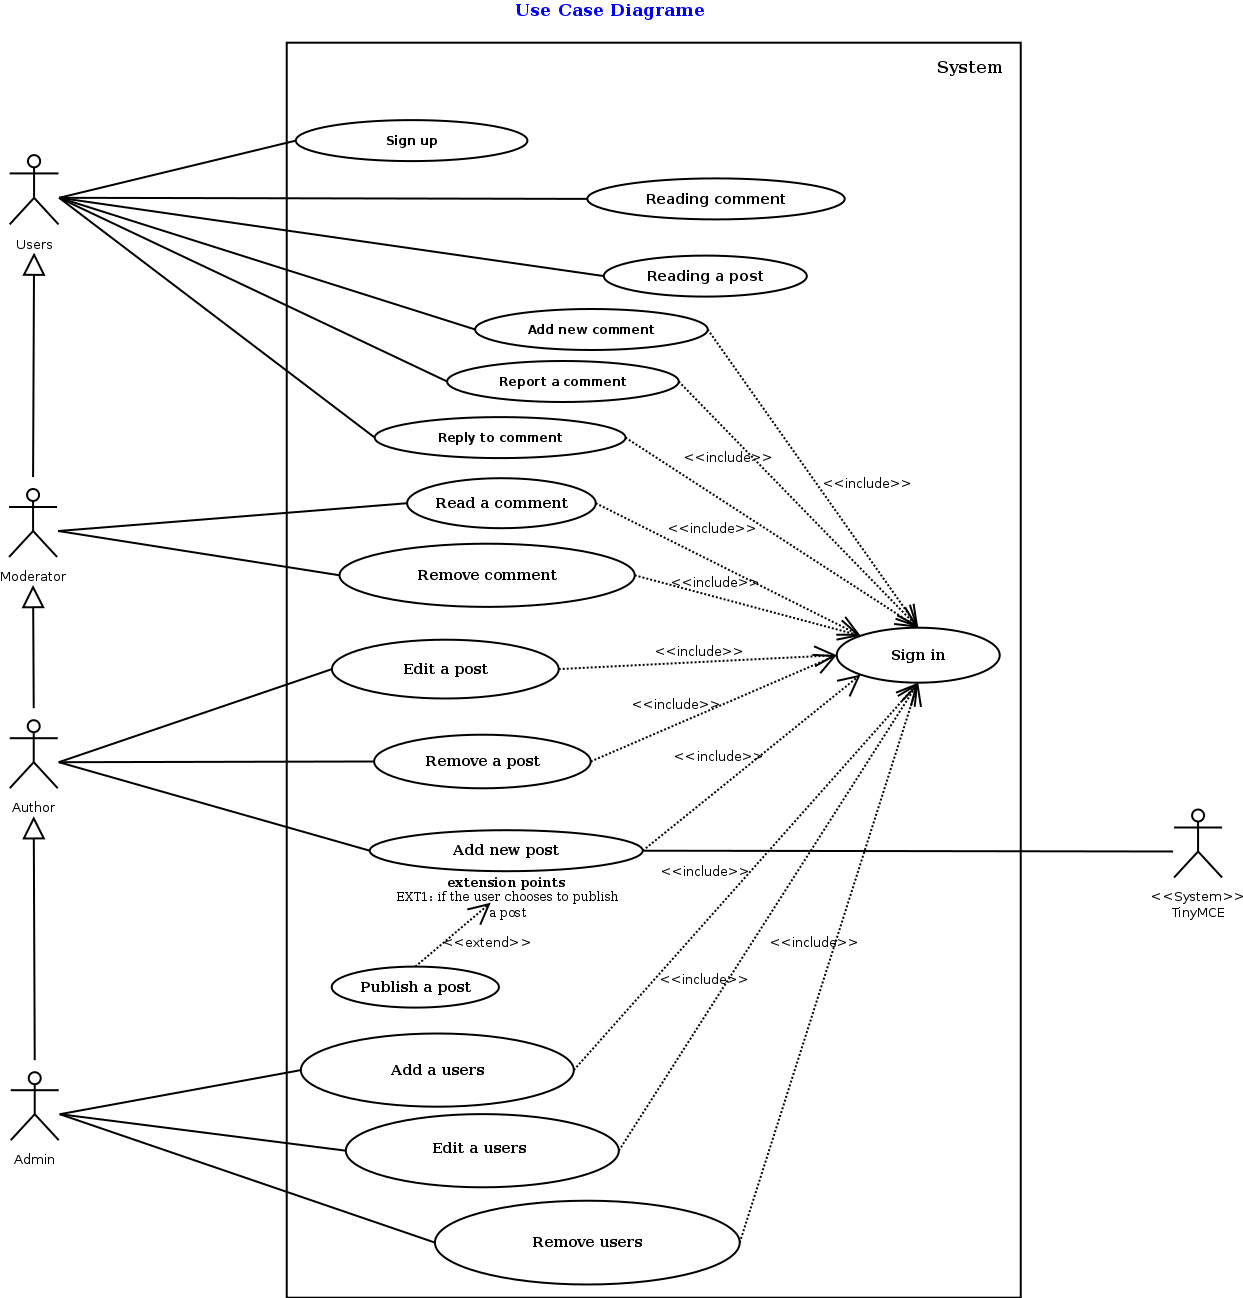 Use Case Diagrame
System
Sign up
Reading comment
Users
Reading a post
Add new comment
Report a comment
Reply to comment
<<include>>
<<include>>
Read a comment
<<include>>
Moderator
Remove comment
<<include>>
Edit a post
<<include>>
Sign in
<<include>>
Remove a post
<<include>>
Author
Add new post
<<include>>
extension points
EXT1: if the user chooses to publish
a post
<<System>>
TinyMCE
<<extend>>
<<include>>
<<include>>
Publish a post
Add a users
Edit a users
Admin
Remove users